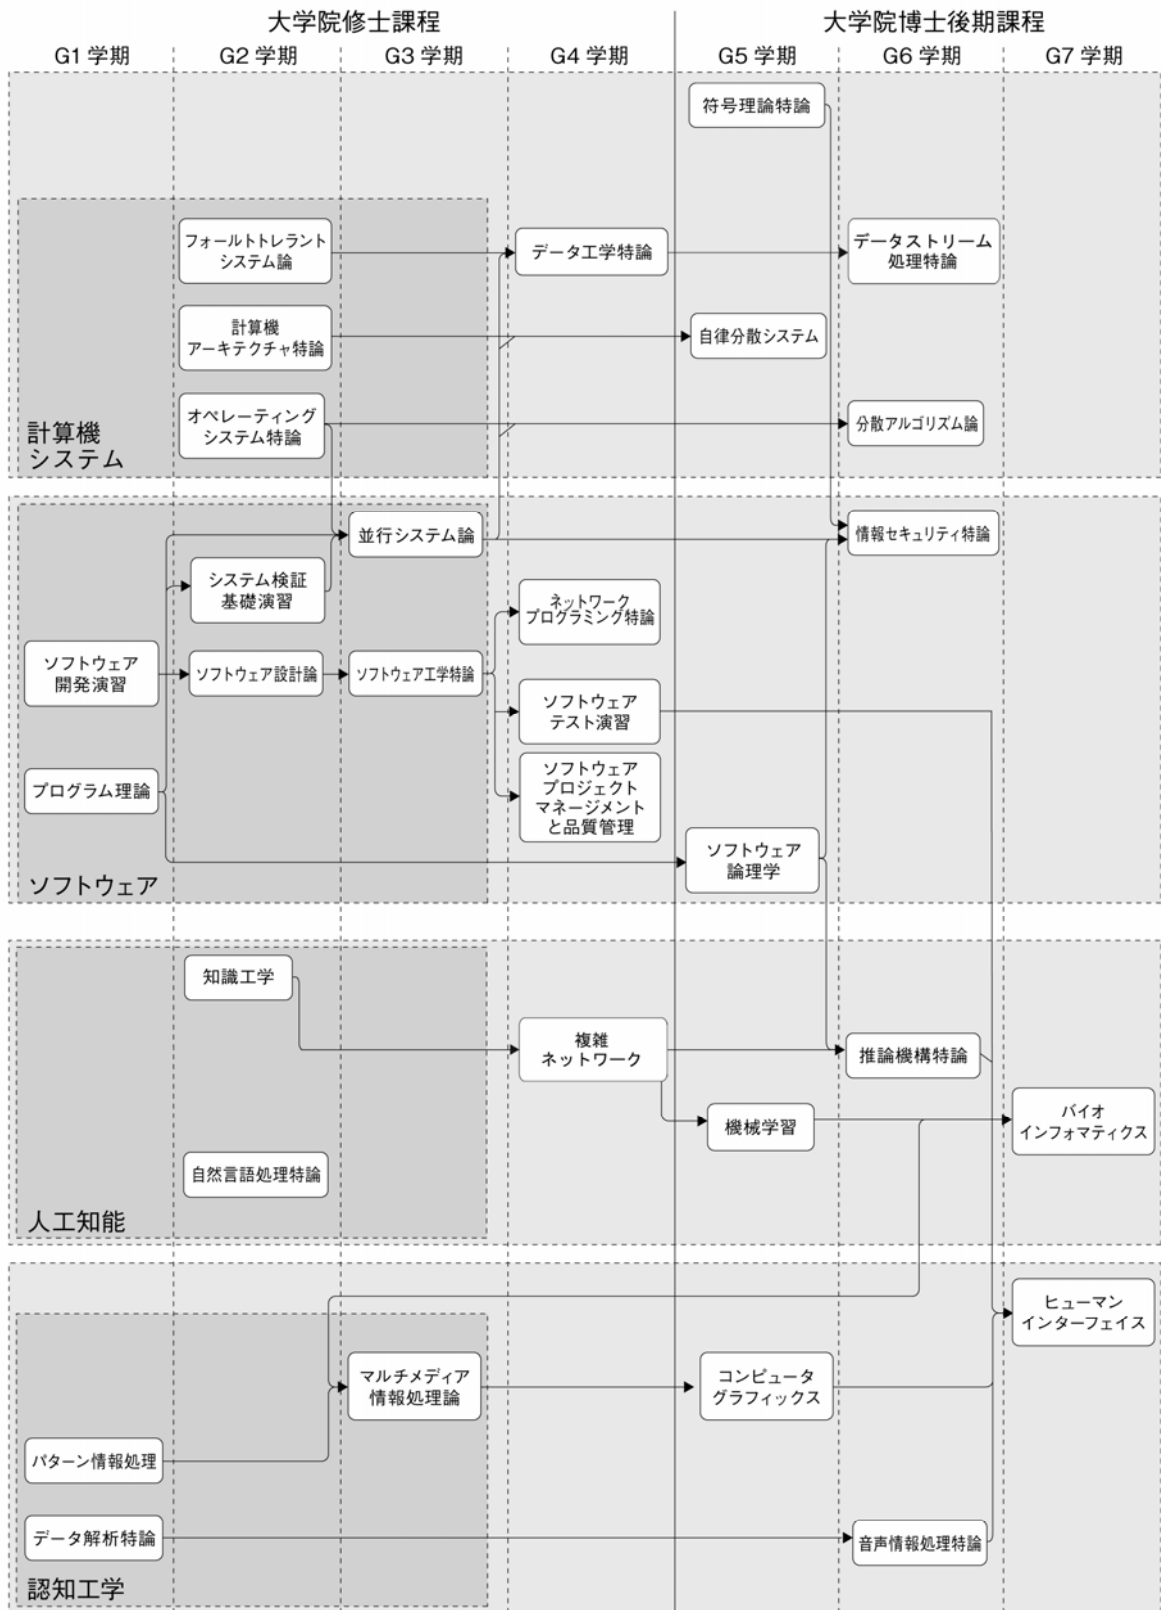 大学院修士課程
大学院博士後期課程
G1 学期
G2 学期
G3 学期
G4 学期
G5 学期
G6 学期
G7 学期
符号理論特論
フォールトトレラント
システム論
データ工学特論
データストリーム
処理特論
計算機
アーキテクチャ特論
自律分散システム
オペレーティング
システム特論
分散アルゴリズム論
計算機
システム
並行システム論
情報セキュリティ特論
システム検証
基礎演習
ネットワーク
プログラミング特論
ソフトウェア
開発演習
ソフトウェア設計論
ソフトウェア工学特論
ソフトウェア
テスト演習
プログラム理論
ソフトウェア
プロジェクト
マネージメント
と品質管理
ソフトウェア
論理学
ソフトウェア
知識工学
複雑
ネットワーク
推論機構特論
機械学習
バイオ
インフォマティクス
自然言語処理特論
人工知能
ヒューマン
インターフェイス
マルチメディア
情報処理論
コンピュータ
グラフィックス
パターン情報処理
データ解析特論
音声情報処理特論
認知工学